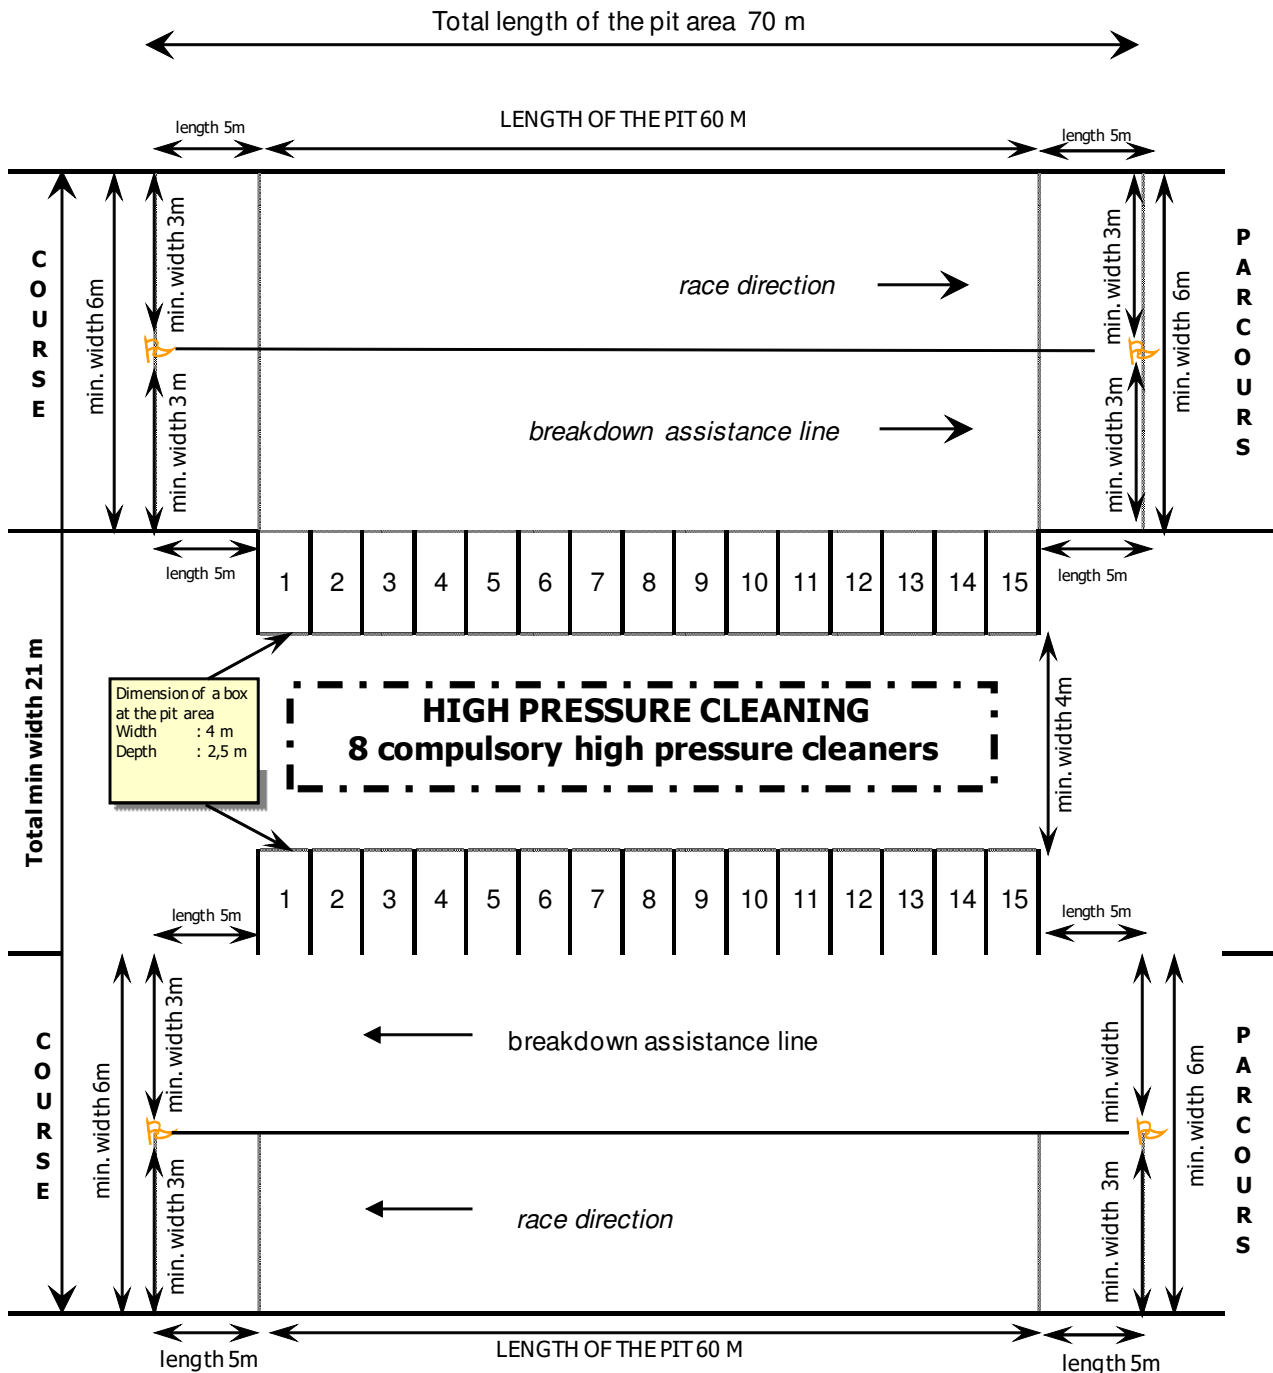 Total length of the pit area 70 m
LENGTH OF THE PIT 60 M
length 5m
length 5m
COURSE
min. width 6m
min. width 3m
min. width 3 m
race direction
breakdown assistance line
min. width 3m
min. width 3m
min. width 6m
PARCOURS
length 5m
length 5m
1 2 3 4 5 6 7 8 9 10 11 12 13 14 15
Total min width 21 m
Dimension of a box
at the pit area
Width : 4 m
Depth : 2,5 m
HIGH PRESSURE CLEANING
8 compulsory high pressure cleaners
min. width 4m
1 2 3 4 5 6 7 8 9 10 11 12 13 14 15
length 5m
length 5m
COURSE
min. width 6m
min. width 3m
min. width 3m
breakdown assistance line
race direction
min. width
min. width 3m
min. width 6m
PARCOURS
length 5m
LENGTH OF THE PIT 60 M
length 5m